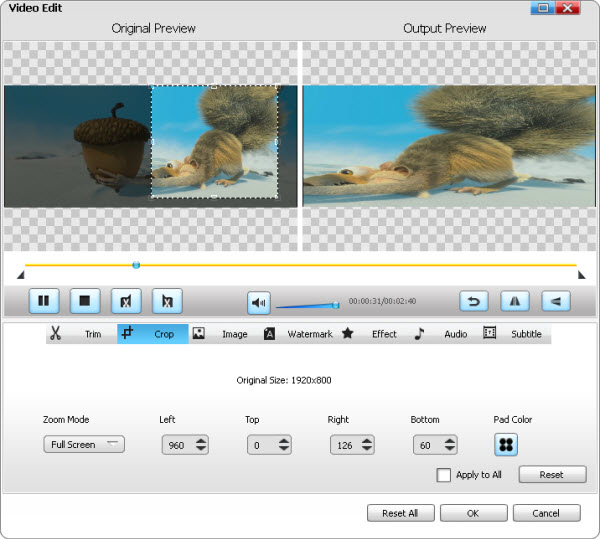 Video Edit
Original Preview
Output Preview
00:00:31/00:02:40
Trim
Crop
Image
A
Watermark
Effect
Audio
T
Subtitle
Original Size: 1920x800
Zoom Mode
Left
Top
Right
Bottom
Pad Color
Full Screen
960
0
126
60
Apply to All
Reset
Reset All
OK
Cancel